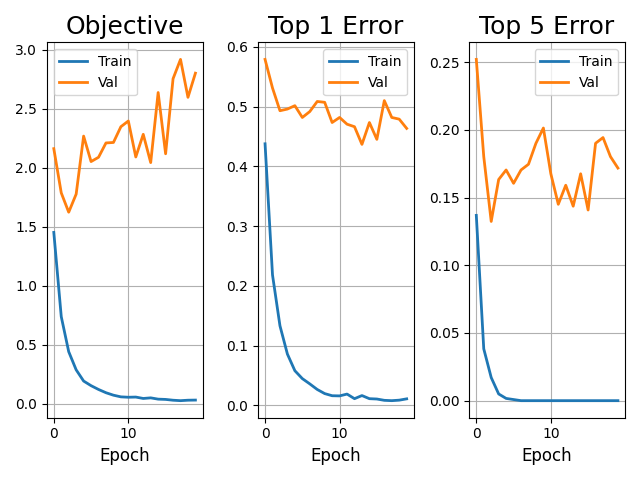 Objective
Train
Val
3.0
2.5
2.0
1.5
1.0
0.5
0.0
0
10
Epoch
Top 1 Error
Train
Val
0.6
0.5
0.4
0.3
0.2
0.1
0.0
0
10
Epoch
Top 5 Error
Train
Val
0.25
0.20
0.15
0.10
0.05
0.00
0
10
Epoch